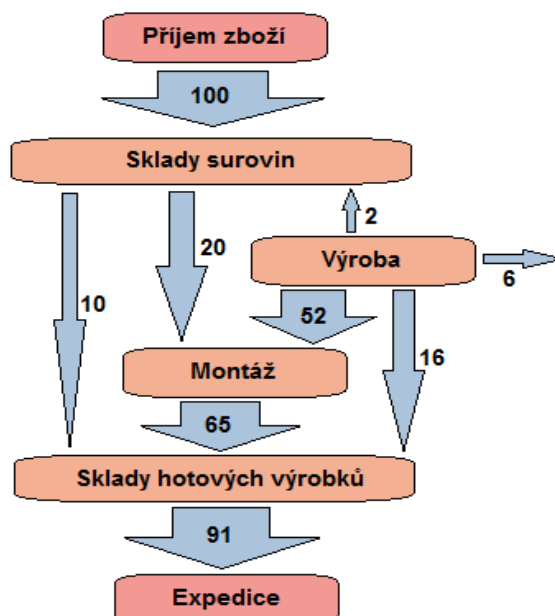 Příjem zboží
100
Sklady surovin
2
20
Výroba
6
10
52
16
Montáž
65
Sklady hotových výrobků
91
Expedice